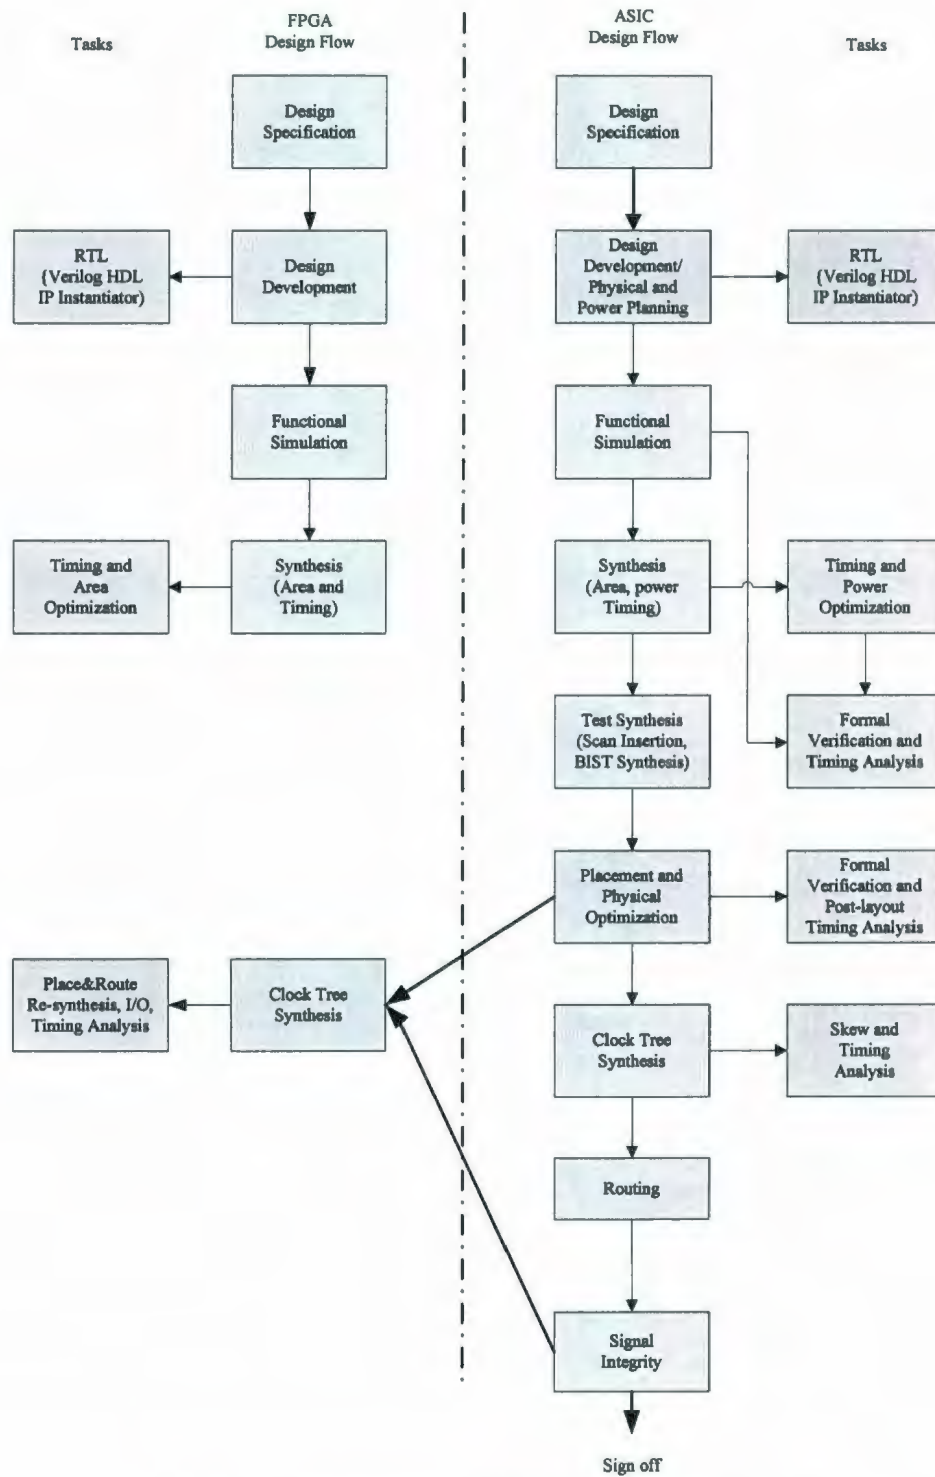 Tasks
FPGA
Design Flow
ASIC
Design Flow
Tasks
Design
Specification
Design
Specification
RTL
(Verilog HDL
IP Instantiator)
Design
Development
Design
Development/
Physical and
Power Planning
RTL
(Verilog HDL
IP Instantiator)
Functional
Simulation
Functional
Simulation
Timing and
Area
Optimization
Synthesis
(Area and
Timing)
Synthesis
(Area, power
Timing)
Timing and
Power
Optimization
Test Synthesis
(Scan Insertion,
BIST Synthesis)
Formal
Verification and
Timing Analysis
Placement and
Physical
Optimization
Formal
Verification and
Post-layout
Timing Analysis
Place&Route
Re-synthesis, I/O,
Timing Analysis
Clock Tree
Synthesis
Clock Tree
Synthesis
Skew and
Timing
Analysis
Routing
Signal
Integrity
Sign off